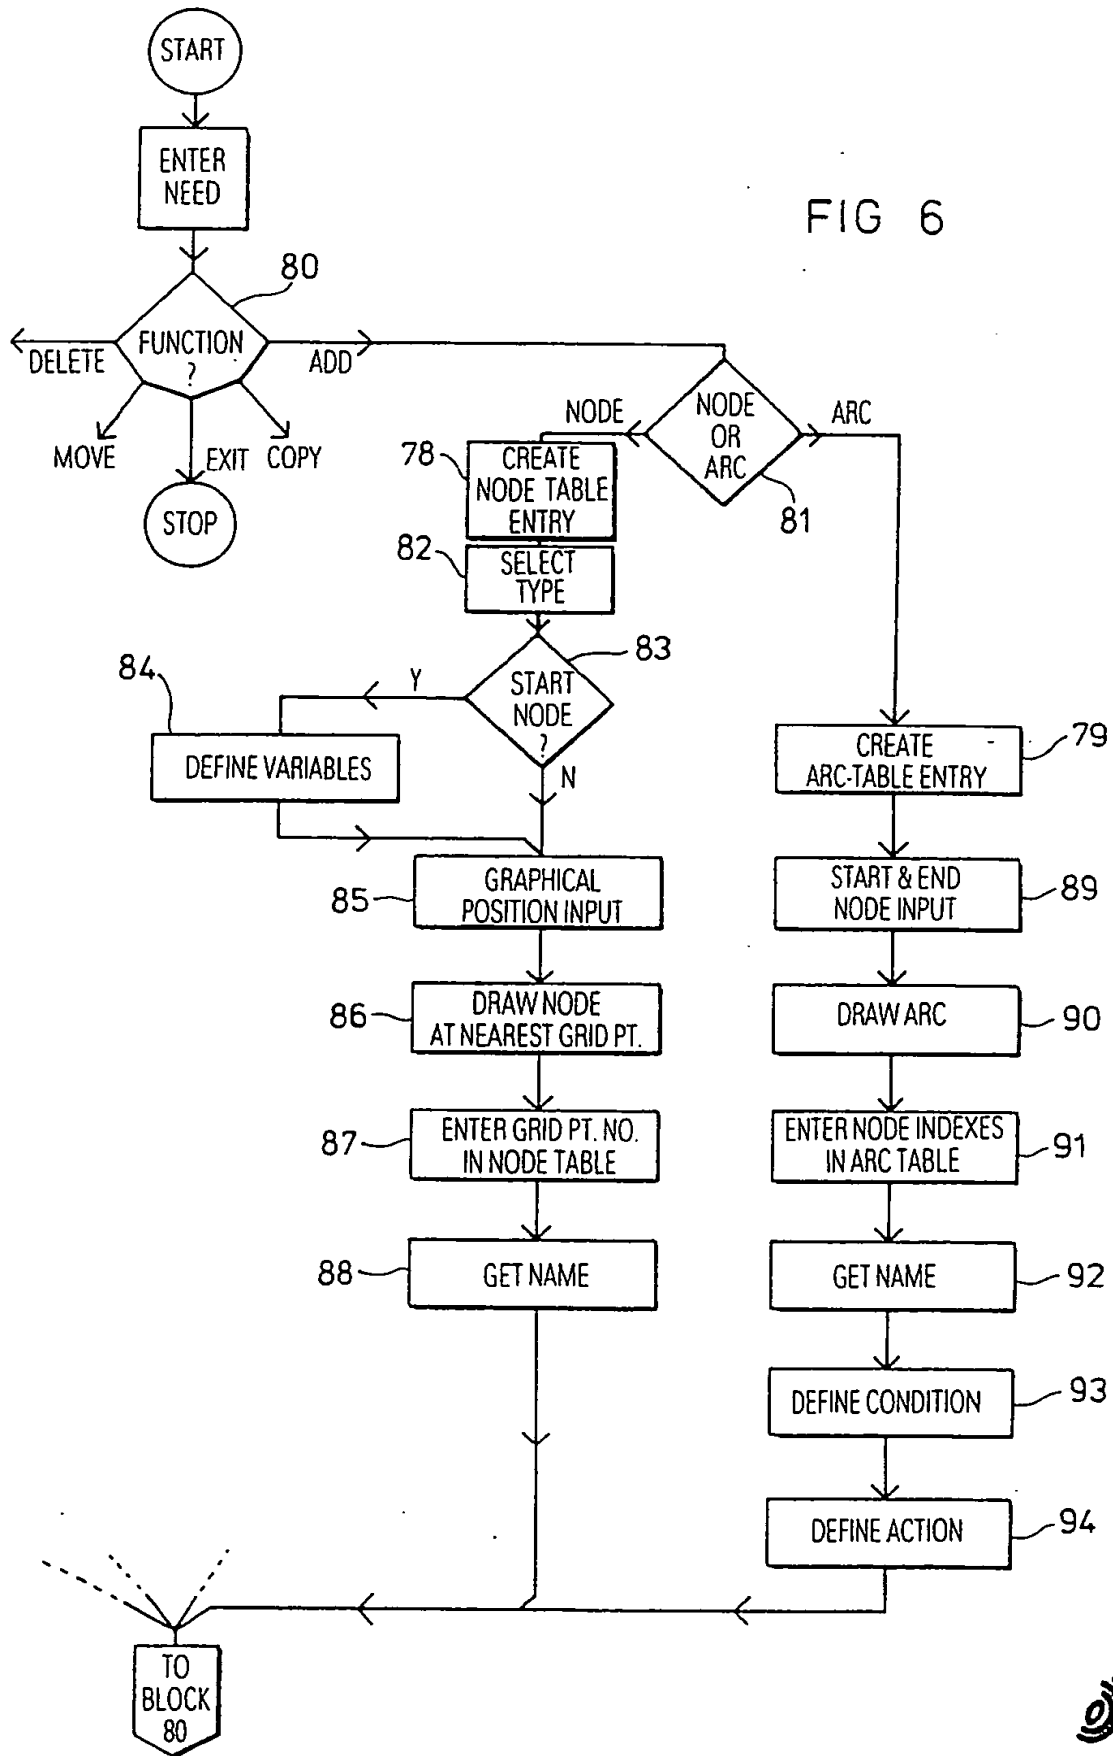 START
ENTER
NEED
FIG 6
80
FUNCTION
?
DELETE
ADD
MOVE
EXIT
COPY
STOP
NODE
OR
ARC
NODE
ARC
81
78
CREATE
NODE TABLE
ENTRY
82
SELECT
TYPE
83
START
NODE
?
Y
N
84
DEFINE VARIABLES
CREATE
ARC-TABLE ENTRY
79
85
GRAPHICAL
POSITION INPUT
START & END
NODE INPUT
89
86
DRAW NODE
AT NEAREST GRID PT.
DRAW ARC
90
87
ENTER GRID PT. NO.
IN NODE TABLE
ENTER NODE INDEXES
IN ARC TABLE
91
88
GET NAME
GET NAME
92
DEFINE CONDITION
93
DEFINE ACTION
94
TO
BLOCK
80